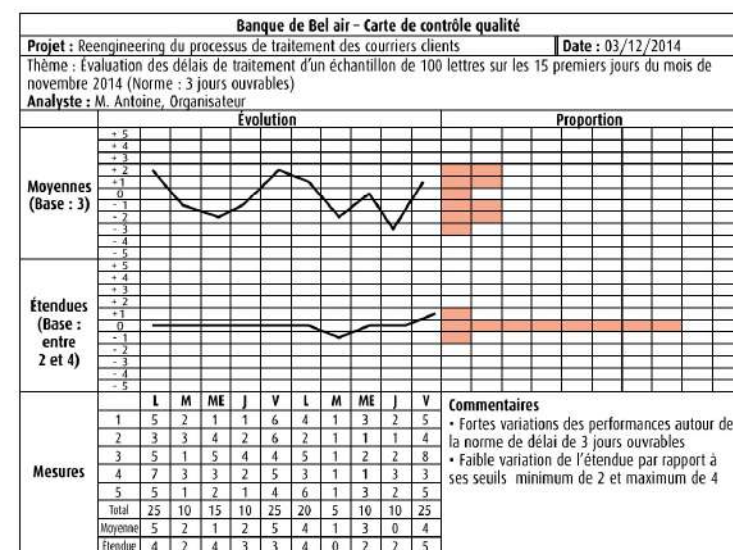 Banque de Bel air – Carte de contrôle qualité
Projet : Reengineering du processus de traitement des courriers clients Date : 03/12/2014
Thème : Évaluation des délais de traitement d'un échantillon de 100 lettres sur les 15 premiers jours du mois de
novembre 2014 (Norme : 3 jours ouvrables)
Analyste : M. Antoine, Organisateur
Évolution Proportion
Moyennes
(Base : 3)
+ 5
+ 4
+ 3
+ 2
+1
0
- 1
- 2
- 3
- 4
- 5
Étendues
(Base :
entre
2 et 4)
+ 5
+ 4
+ 3
+ 2
+1
0
- 1
- 2
- 3
- 4
- 5
Mesures
L M ME J V L M ME J V
1 5 2 1 1 6 4 1 3 2 5
2 3 3 4 2 6 2 1 1 1 4
3 5 1 5 4 4 5 1 2 2 8
4 7 3 3 2 5 3 1 1 3 3
5 5 1 2 1 4 6 1 3 2 5
Total 25 10 15 10 25 20 5 10 10 25
Moyenne 5 2 1 2 5 4 1 3 0 4
Étendue 4 2 4 3 3 4 0 2 2 5
Commentaires
• Fortes variations des performances autour de
la norme de délai de 3 jours ouvrables
• Faible variation de l'étendue par rapport à
ses seuils minimum de 2 et maximum de 4